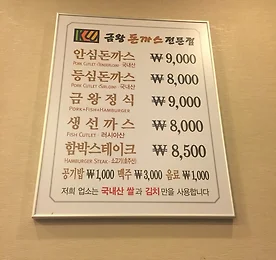 KW 금왕 돈까스 전문점
안심돈까스 ₩9,000
PORK CUTLET (TENDERLOIN) 국내산
등심돈까스 ₩8,000
PORK CUTLET (SIRLOIN) 국내산
금왕정식 ₩9,000
PORK+FISH+HAMBURGER
생선까스 ₩8,000
FISH CUTLET 러시아산
함박스테이크 ₩8,500
HAMBURGER STEAK 소고기(호주산)
공기밥 ₩1,000 맥주 ₩3,000 음료 ₩1,000
저희 업소는 국내산 쌀과 김치만을 사용합니다